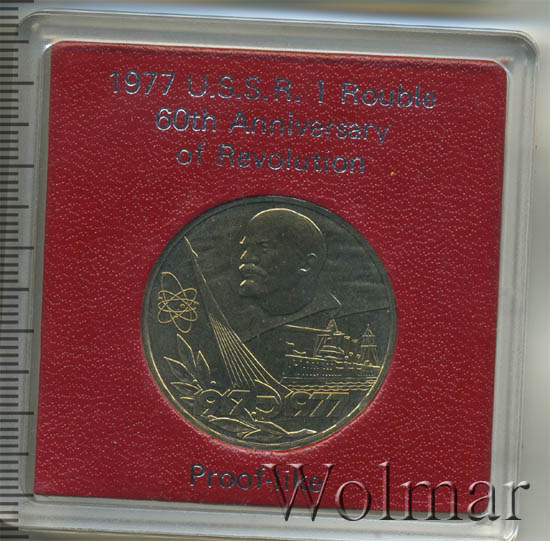 1977 U.S.S.R. 1 Rouble
60th Anniversary
of Revolution
1917 1977
Proof-like
Wolmar